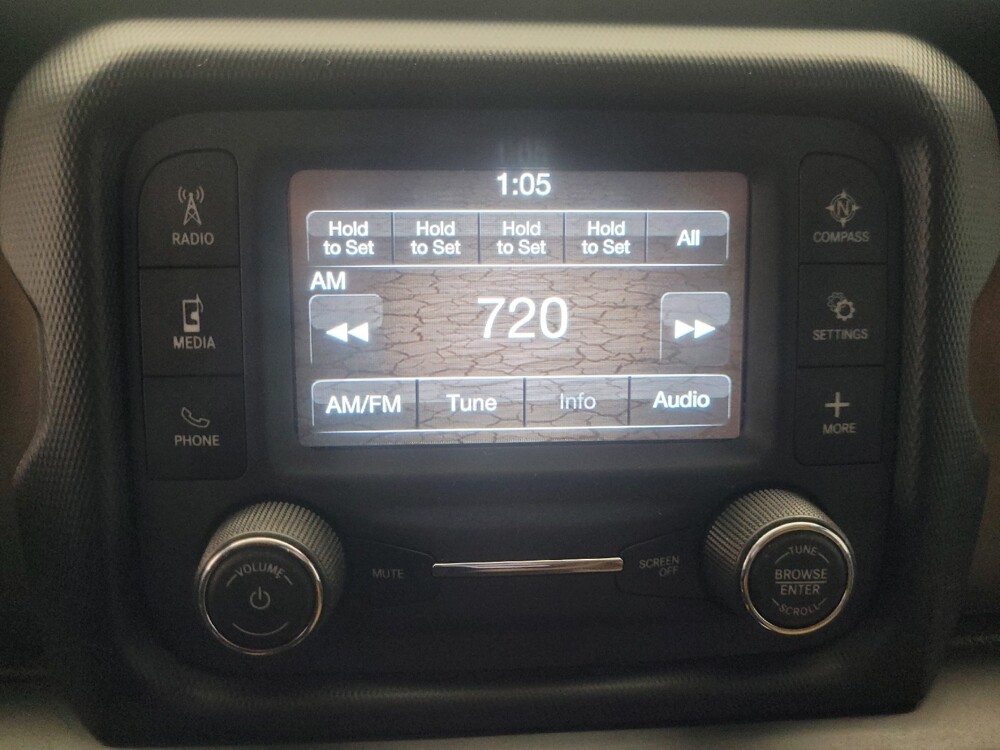 1:05
Hold
to Set
Hold
to Set
Hold
to Set
Hold
to Set
All
AM
720
AM/FM
Tune
Info
Audio
RADIO
MEDIA
PHONE
N
COMPASS
SETTINGS
MORE
VOLUME
MUTE
SCREEN
OFF
TUNE
BROWSE
ENTER
SCROLL